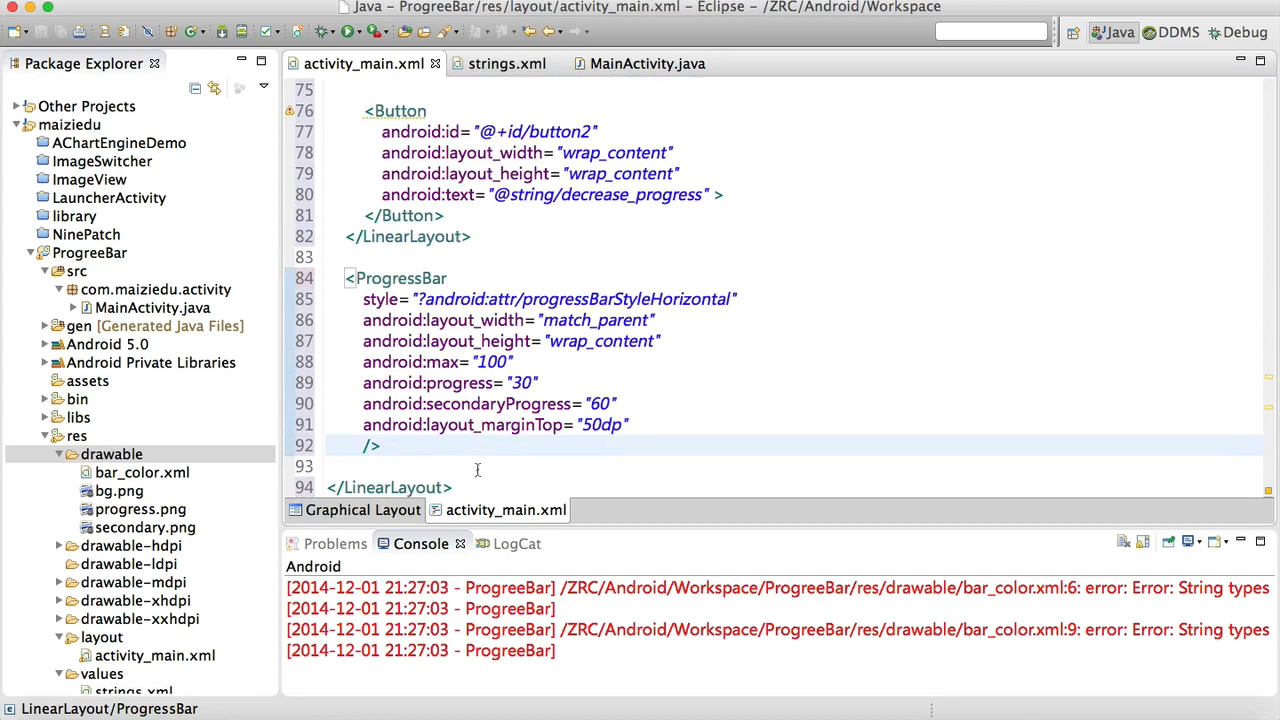 Java - ProgreeBar/res/layout/activity_main.xml - Eclipse - /ZRC/Android/Workspace
Java
DDMS
Debug
Package Explorer
activity_main.xml
strings.xml
MainActivity.java
Other Projects
maiziedu
AChartEngineDemo
ImageSwitcher
ImageView
LauncherActivity
library
NinePatch
ProgreeBar
src
com.maiziedu.activity
MainActivity.java
gen [Generated Java Files]
Android 5.0
Android Private Libraries
assets
bin
libs
res
drawable
bar_color.xml
bg.png
progress.png
secondary.png
drawable-hdpi
drawable-ldpi
drawable-mdpi
drawable-xhdpi
drawable-xxhdpi
layout
activity_main.xml
values
strings.xml
75
76 <Button
77 android:id="@+id/button2"
78 android:layout_width="wrap_content"
79 android:layout_height="wrap_content"
80 android:text="@string/decrease_progress" >
81 </Button>
82 </LinearLayout>
83
84 <ProgressBar
85 style="?android:attr/progressBarStyleHorizontal"
86 android:layout_width="match_parent"
87 android:layout_height="wrap_content"
88 android:max="100"
89 android:progress="30"
90 android:secondaryProgress="60"
91 android:layout_marginTop="50dp"
92 />
93
94 </LinearLayout>
Graphical Layout
activity_main.xml
Problems
Console
LogCat
Android
[2014-12-01 21:27:03 - ProgreeBar] /ZRC/Android/Workspace/ProgreeBar/res/drawable/bar_color.xml:6: error: Error: String types
[2014-12-01 21:27:03 - ProgreeBar]
[2014-12-01 21:27:03 - ProgreeBar] /ZRC/Android/Workspace/ProgreeBar/res/drawable/bar_color.xml:9: error: Error: String types
[2014-12-01 21:27:03 - ProgreeBar]
LinearLayout/ProgressBar